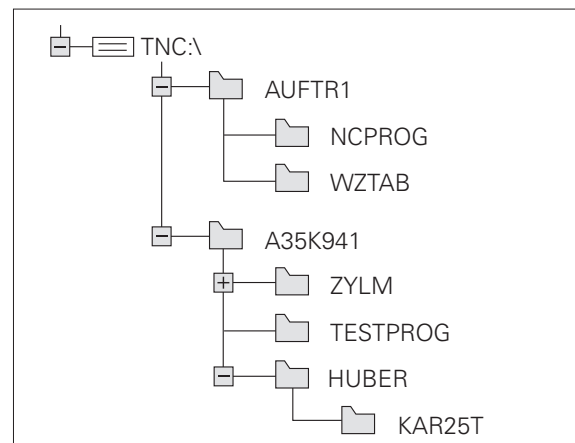 TNC:\
AUFTR1
NCPROG
WZTAB
A35K941
ZYLM
TESTPROG
HUBER
KAR25T